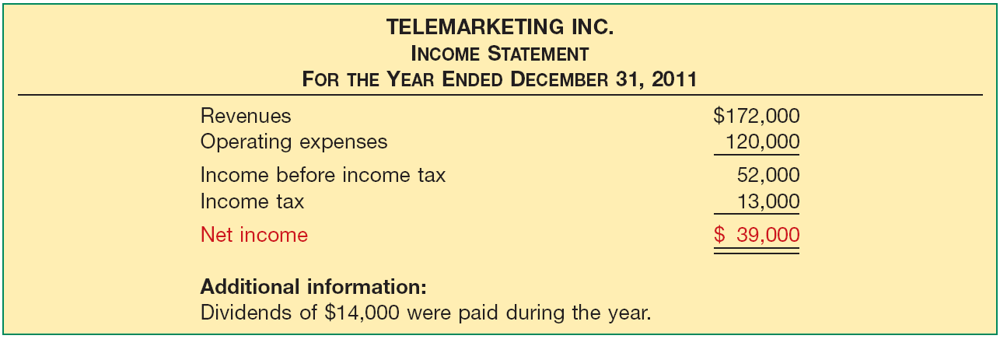 TELEMARKETING INC.
INCOME STATEMENT
FOR THE YEAR ENDED DECEMBER 31, 2011
Revenues $172,000
Operating expenses 120,000
Income before income tax 52,000
Income tax 13,000
Net income $ 39,000
Additional information:
Dividends of $14,000 were paid during the year.